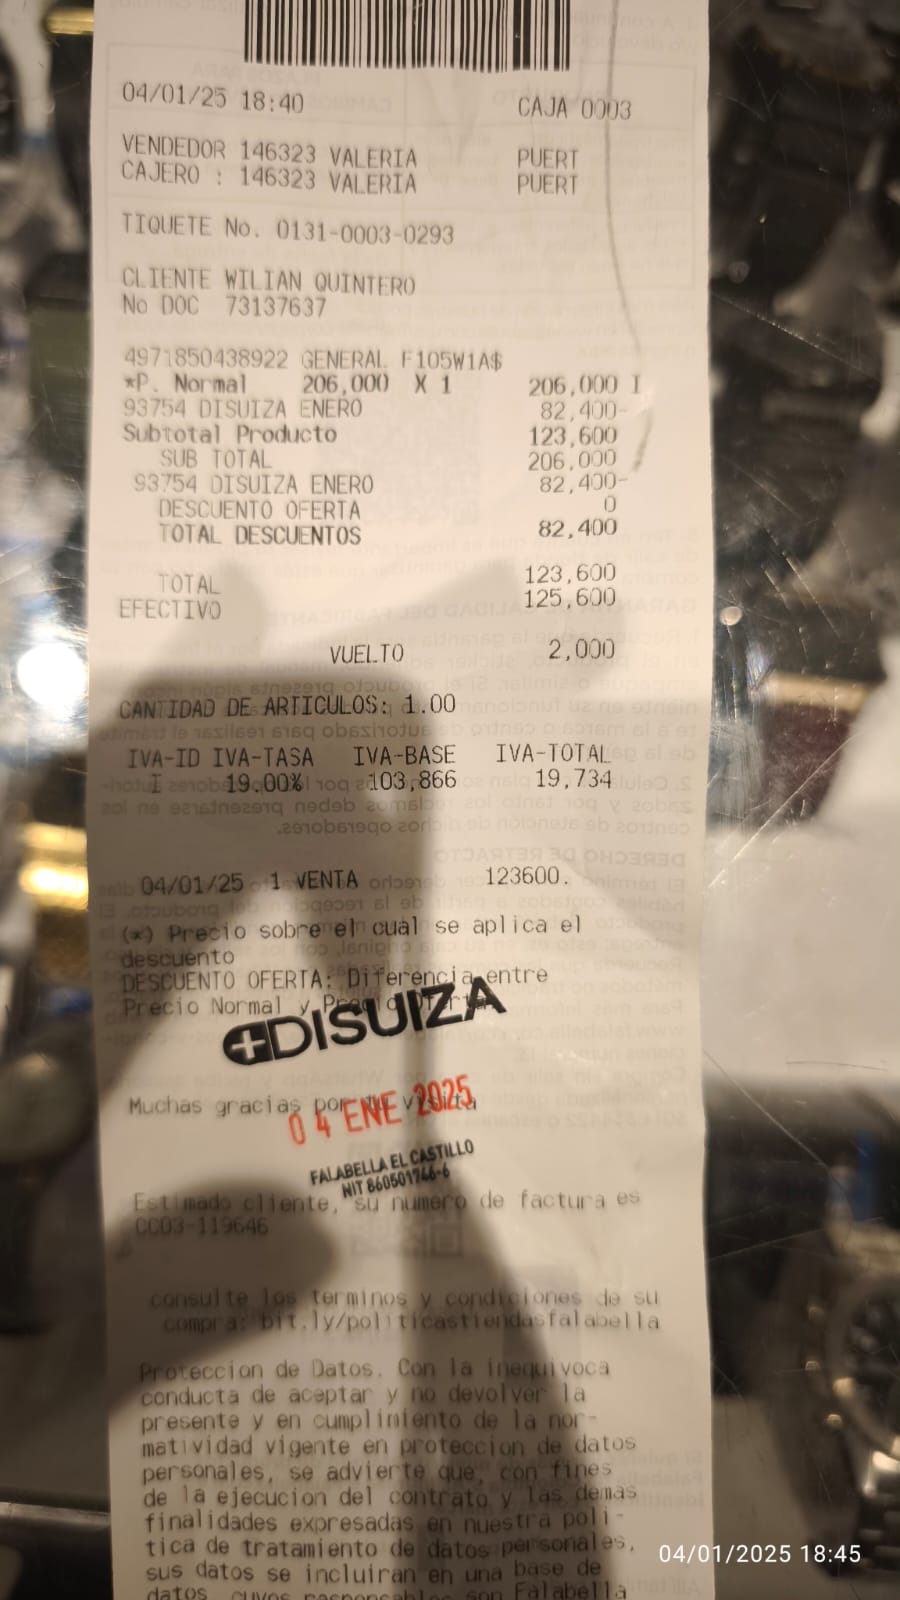 04/01/25 18:40 CAJA 0003
VENDEDOR 146323 VALERIA PUERT
CAJERO : 146323 VALERIA PUERT
TIQUETE No. 0131-0003-0293
CLIENTE WILIAN QUINTERO
No DOC 73137637
4971850438922 GENERAL F105W1A$
*P. Normal 206,000 X 1 206,000 I
93754 DISUIZA ENERO 82,400-
Subtotal Producto 123,600
SUB TOTAL 206,000
93754 DISUIZA ENERO 82,400-
DESCUENTO OFERTA 0
TOTAL DESCUENTOS 82,400
TOTAL 123,600
EFECTIVO 125,600
VUELTO 2,000
CANTIDAD DE ARTICULOS: 1.00
IVA-ID IVA-TASA IVA-BASE IVA-TOTAL
I 19.00% 103,866 19,734
04/01/25 1 VENTA 123600.
(*) Precio sobre el cual se aplica el
descuento
DESCUENTO OFERTA: Diferencia entre
Precio Normal y Precio Oferta
DISUIZA
Muchas gracias por tu visita
04 ENE 2025
FALABELLA EL CASTILLO
NIT 860501746-6
Estimado cliente, su numero de factura es
CC03-119646
consulte los terminos y condiciones de su
compra: bit.ly/politicastiendasfalabella
Proteccion de Datos. Con la inequivoca
conducta de aceptar y no devolver la
presente y en cumplimiento de la nor-
matividad vigente en proteccion de datos
personales, se advierte que, con fines
de la ejecucion del contrato y las demas
finalidades expresadas en nuestra poli-
tica de tratamiento de datos personales,
sus datos se incluiran en una base de
datos, cuyos responsables son Falabella
04/01/2025 18:45